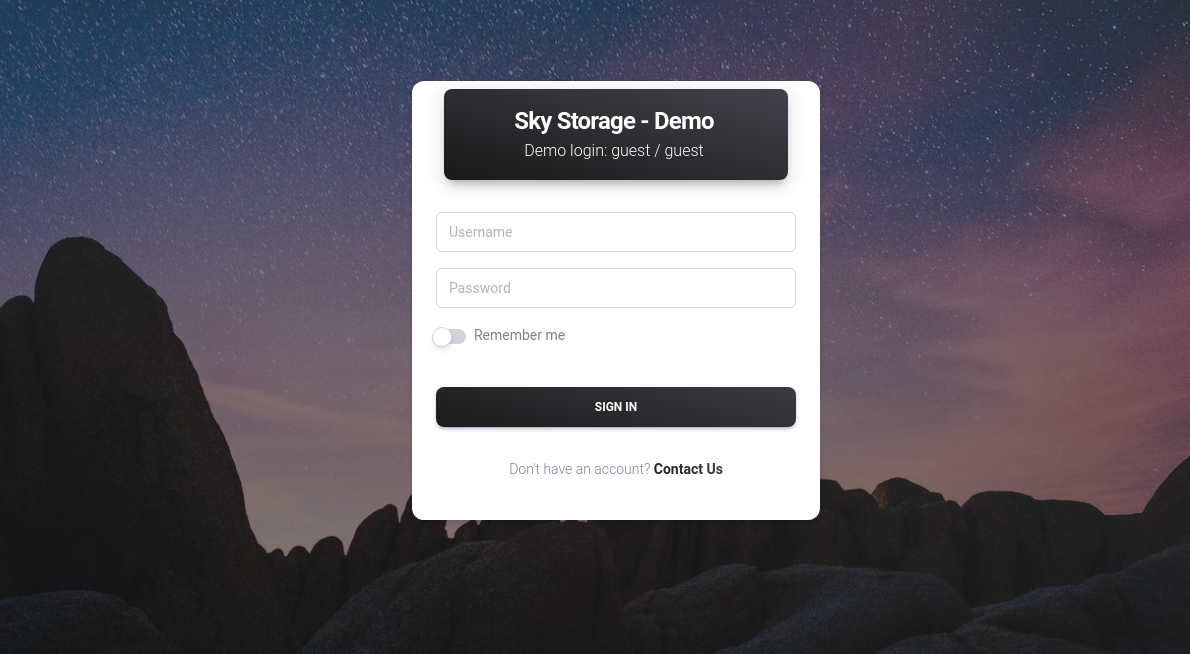 Sky Storage - Demo
Demo login: guest / guest
Username
Password
Remember me
SIGN IN
Don't have an account? Contact Us